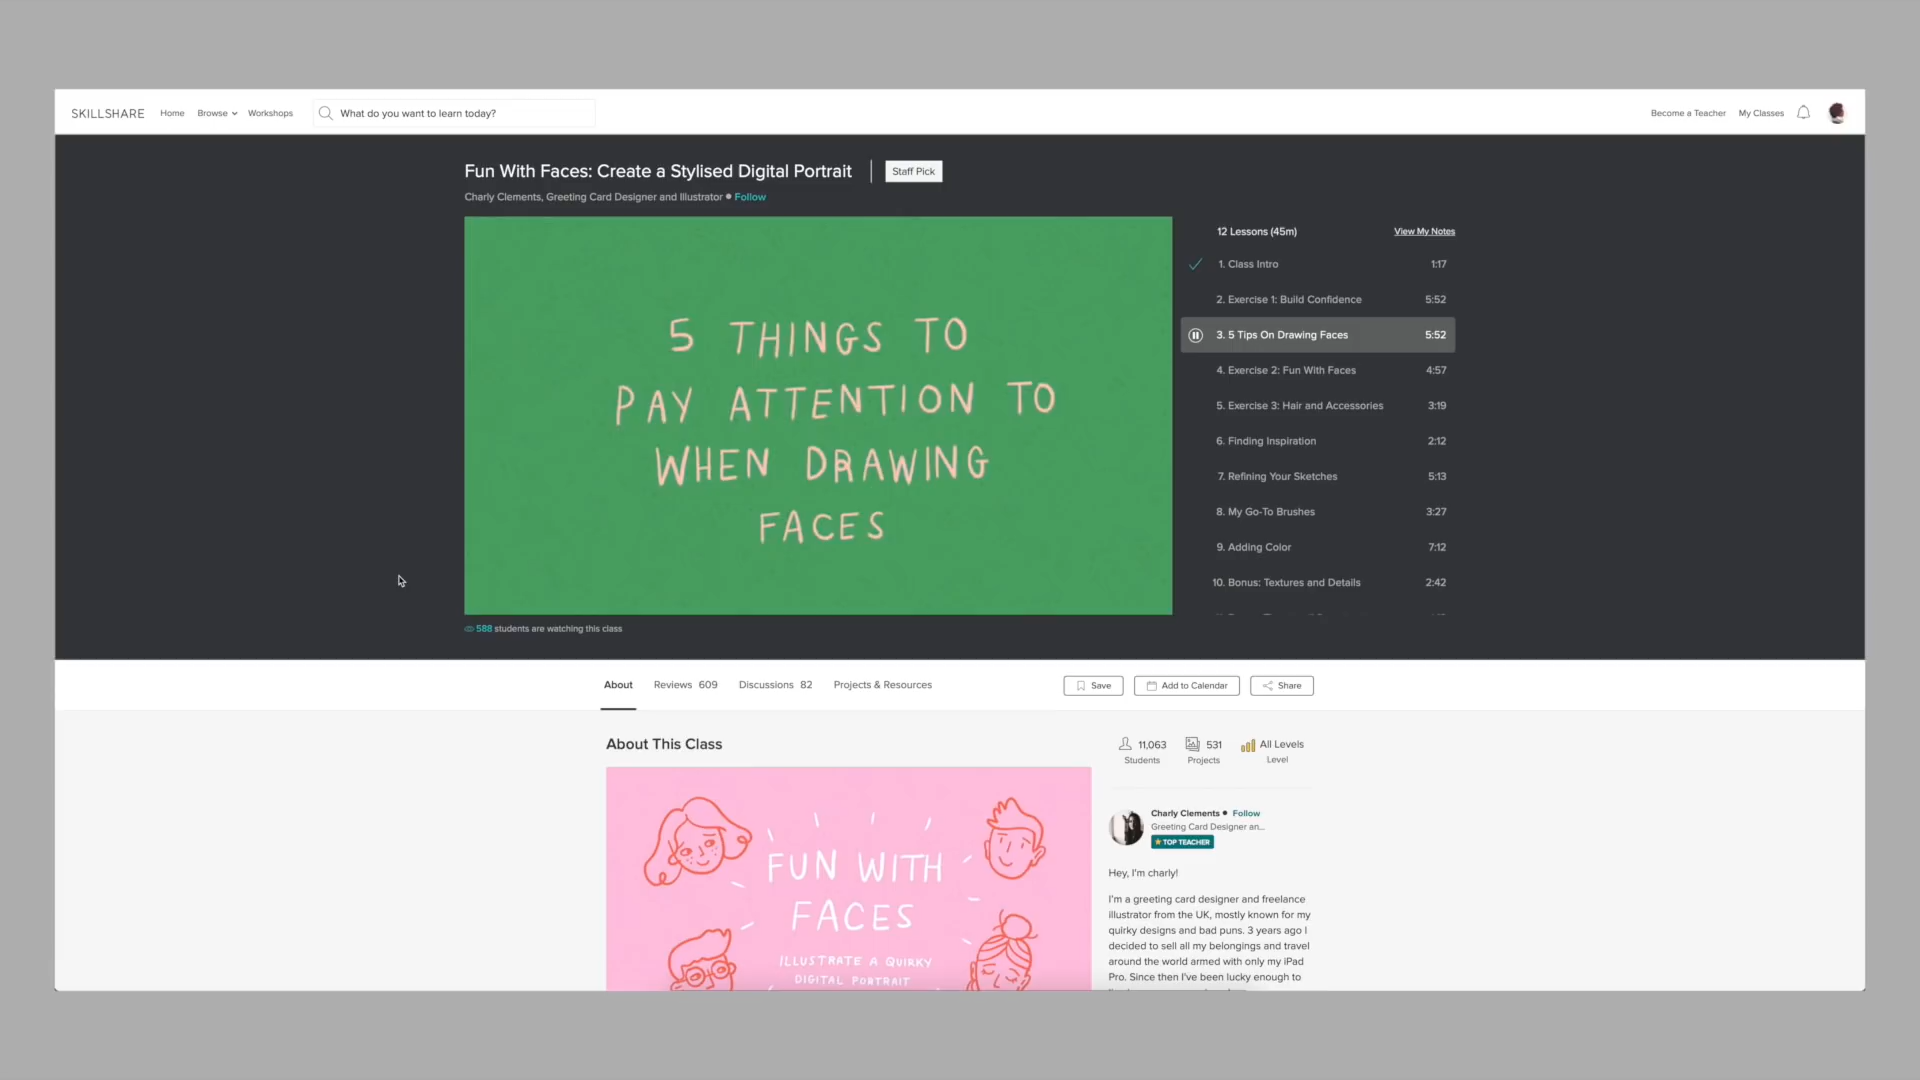 SKILLSHARE Home Browse Workshops What do you want to learn today? Become a Teacher My Classes
Fun With Faces: Create a Stylised Digital Portrait Staff Pick
Charly Clements, Greeting Card Designer and Illustrator • Follow
5 THINGS TO
PAY ATTENTION TO
WHEN DRAWING
FACES
12 Lessons (45m) View My Notes
1. Class Intro 1:17
2. Exercise 1: Build Confidence 5:52
3. 5 Tips On Drawing Faces 5:52
4. Exercise 2: Fun With Faces 4:57
5. Exercise 3: Hair and Accessories 3:19
6. Finding Inspiration 2:12
7. Refining Your Sketches 5:13
8. My Go-To Brushes 3:27
9. Adding Color 7:12
10. Bonus: Textures and Details 2:42
588 students are watching this class
About Reviews 609 Discussions 82 Projects & Resources Save Add to Calendar Share
About This Class
FUN WITH
FACES
ILLUSTRATE A QUIRKY
DIGITAL PORTRAIT
11,063 531 All Levels
Students Projects Level
Charly Clements • Follow
Greeting Card Designer an...
TOP TEACHER
Hey, I'm charly!
I'm a greeting card designer and freelance
illustrator from the UK, mostly known for my
quirky designs and bad puns. 3 years ago I
decided to sell all my belongings and travel
around the world armed with only my iPad
Pro. Since then I've been lucky enough to